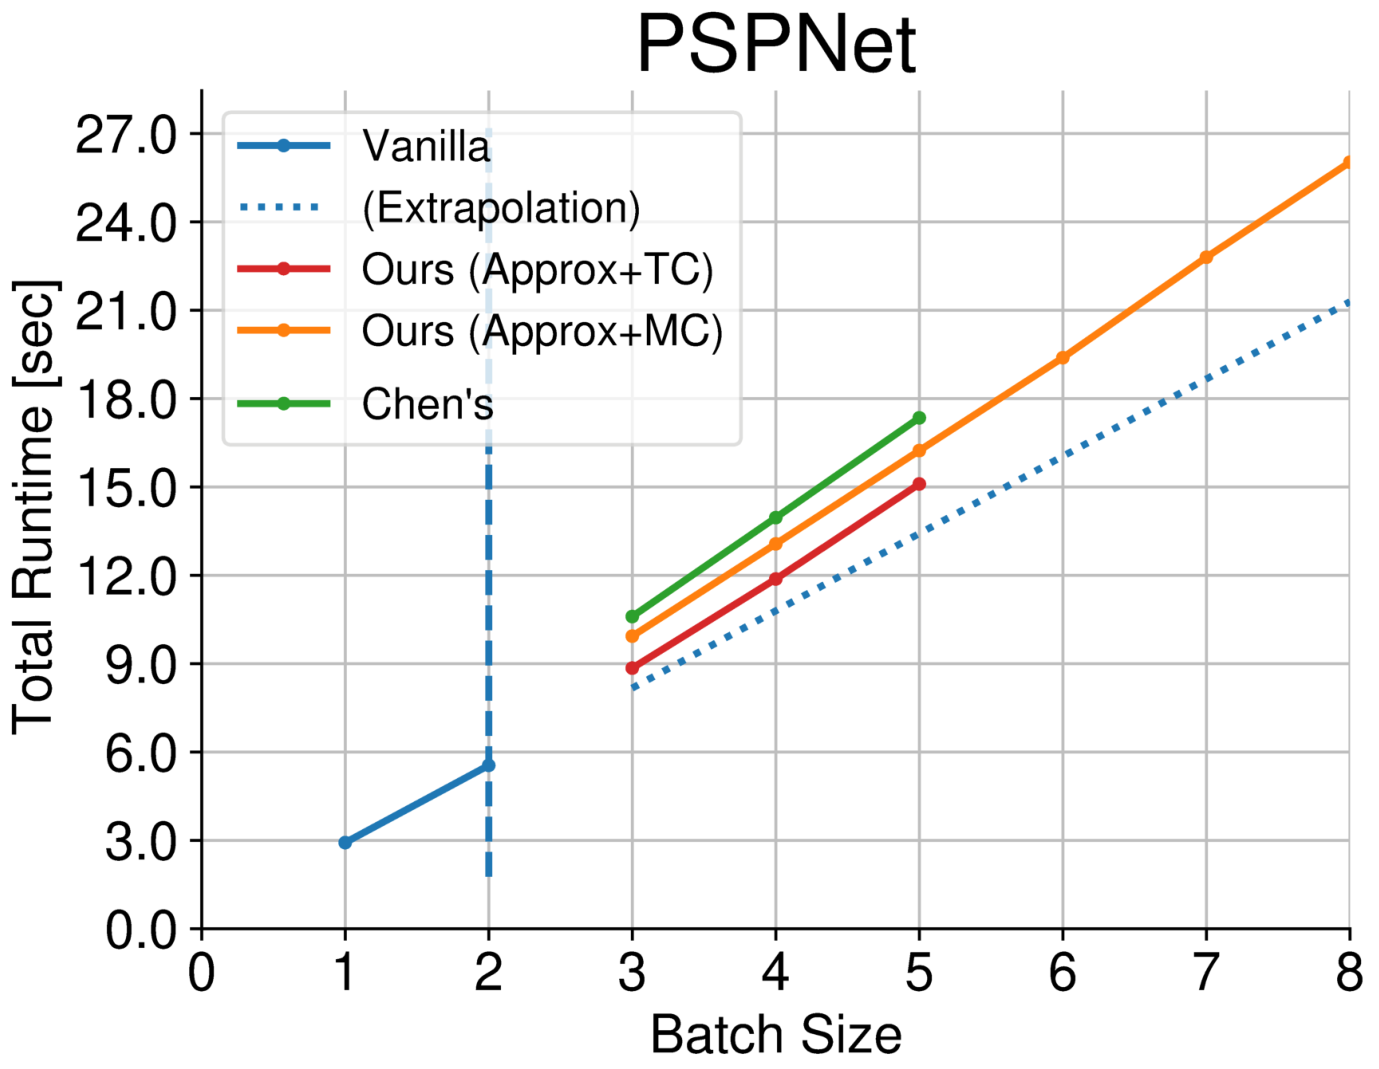 PSPNet
Total Runtime [sec]
27.0
24.0
21.0
18.0
15.0
12.0
9.0
6.0
3.0
0.0
Vanilla
(Extrapolation)
Ours (Approx+TC)
Ours (Approx+MC)
Chen's
0 1 2 3 4 5 6 7 8
Batch Size